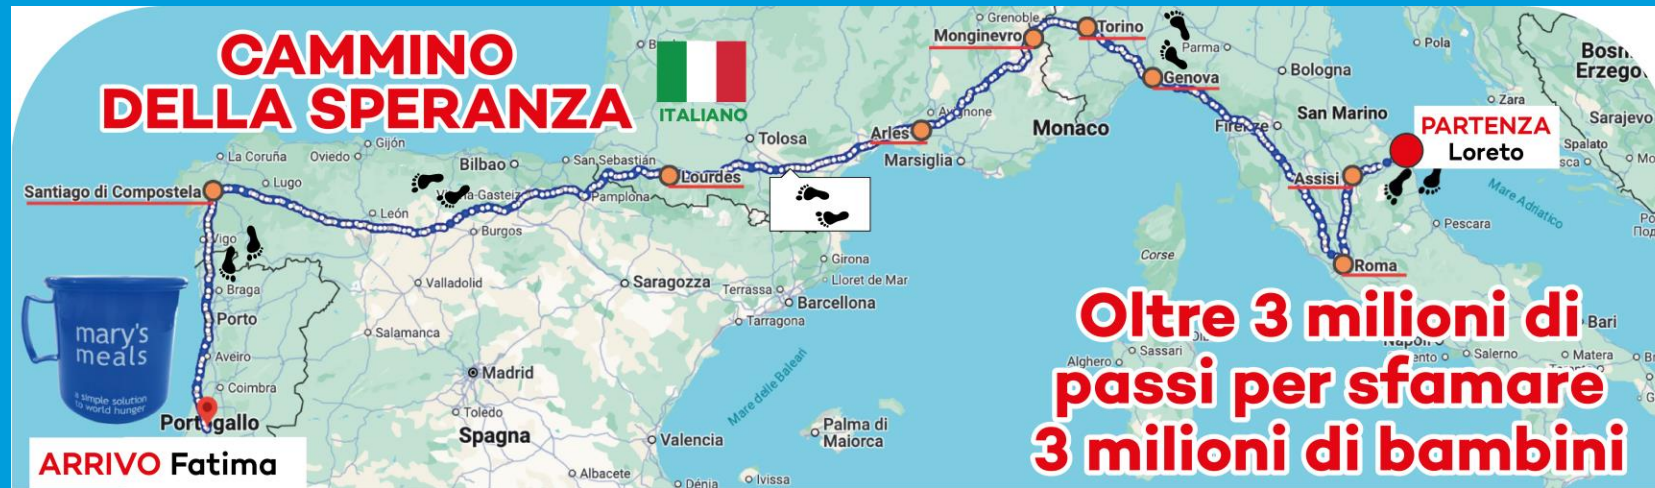 CAMMINO
DELLA SPERANZA
ITALIANO
Grenoble
Monginevro
Torino
Parma
Genova
Bologna
Pola
Zara
Sarajevo
San Marino
Spalato
PARTENZA
Loreto
Monaco
Arles
Marsiglia
Tolosa
Assisi
Mare Adriatico
Pescara
Roma
Corse
La Coruña
Oviedo
Gijón
Bilbao
San Sebastián
Lourdes
Santiago di Compostela
Lugo
León
Burgos
Pamplona
Vigo
Girona
Lloret de Mar
Braga
Valladolid
Saragozza
Terrassa
Barcellona
Tarragona
Porto
Salamanca
mary's
meals
a simple solution
to world hunger
Aveiro
Madrid
Coimbra
Toledo
Mare delle Baleari
Portogallo
Spagna
Valencia
Palma di
Maiorca
Albacete
Dénia
Ivissa
ARRIVO Fatima
Alghero
Sassari
Bari
Salerno
Matera
Oltre 3 milioni di
passi per sfamare
3 milioni di bambini